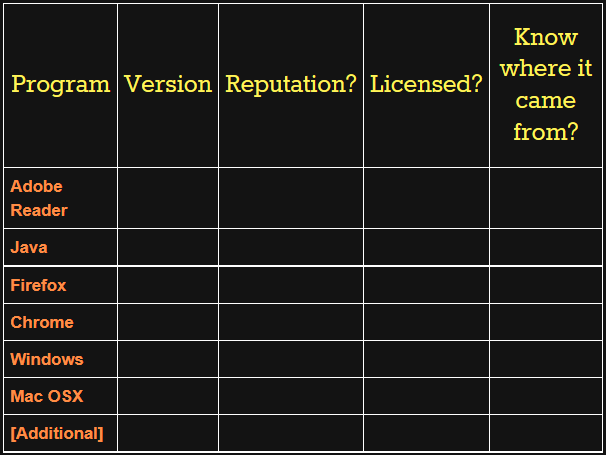 Program Version Reputation? Licensed? Know
where it
came
from?
Adobe
Reader
Java
Firefox
Chrome
Windows
Mac OSX
[Additional]